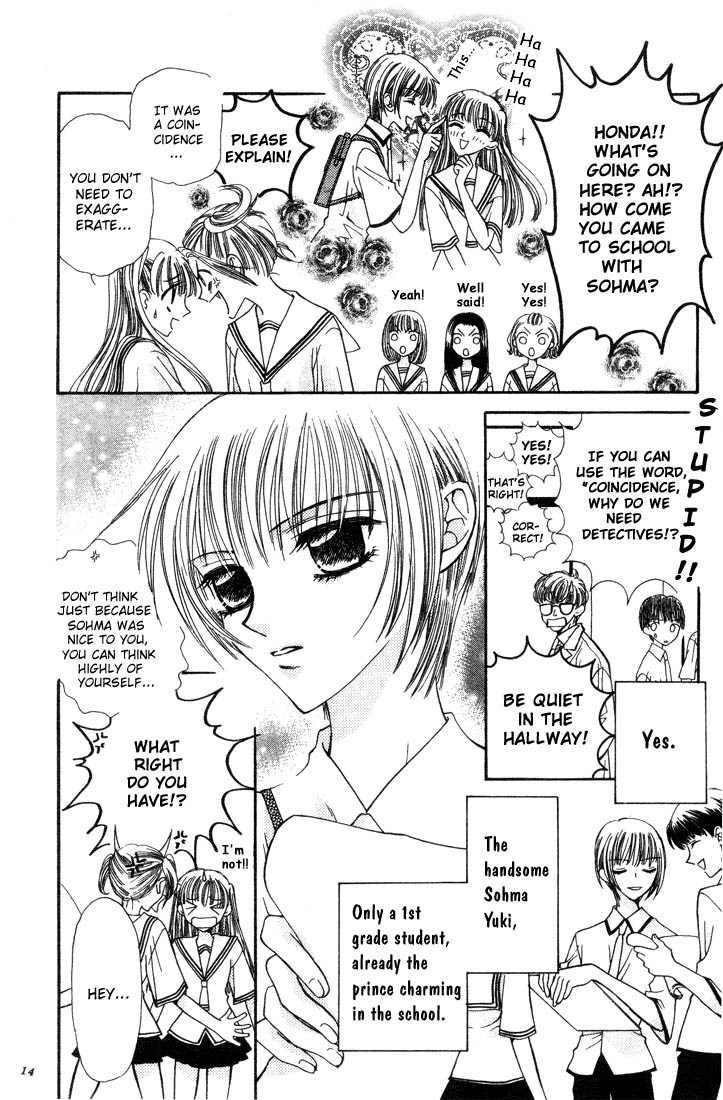 HONDA!!
WHAT'S
GOING ON
HERE? AH!?
HOW COME
YOU CAME
TO SCHOOL
WITH
SOHMA?
Ha
Ha
Ha
Ha
This...
PLEASE
EXPLAIN!
IT WAS
A COIN-
CIDENCE
...
YOU DON'T
NEED TO
EXAGG-
ERATE...
Yes!
Yes!
Well
said!
Yeah!
STUPID!!
IF YOU CAN
USE THE WORD,
"COINCIDENCE,
WHY DO WE
NEED
DETECTIVES!?
YES!
YES!
THAT'S
RIGHT!
COR-
RECT!
BE QUIET
IN THE
HALLWAY!
Yes.
The
handsome
Sohma
Yuki,
Only a 1st
grade student,
already the
prince charming
in the school.
DON'T THINK
JUST BECAUSE
SOHMA WAS
NICE TO YOU,
YOU CAN THINK
HIGHLY OF
YOURSELF...
WHAT
RIGHT
DO YOU
HAVE!?
I'm
not!!
HEY...
14